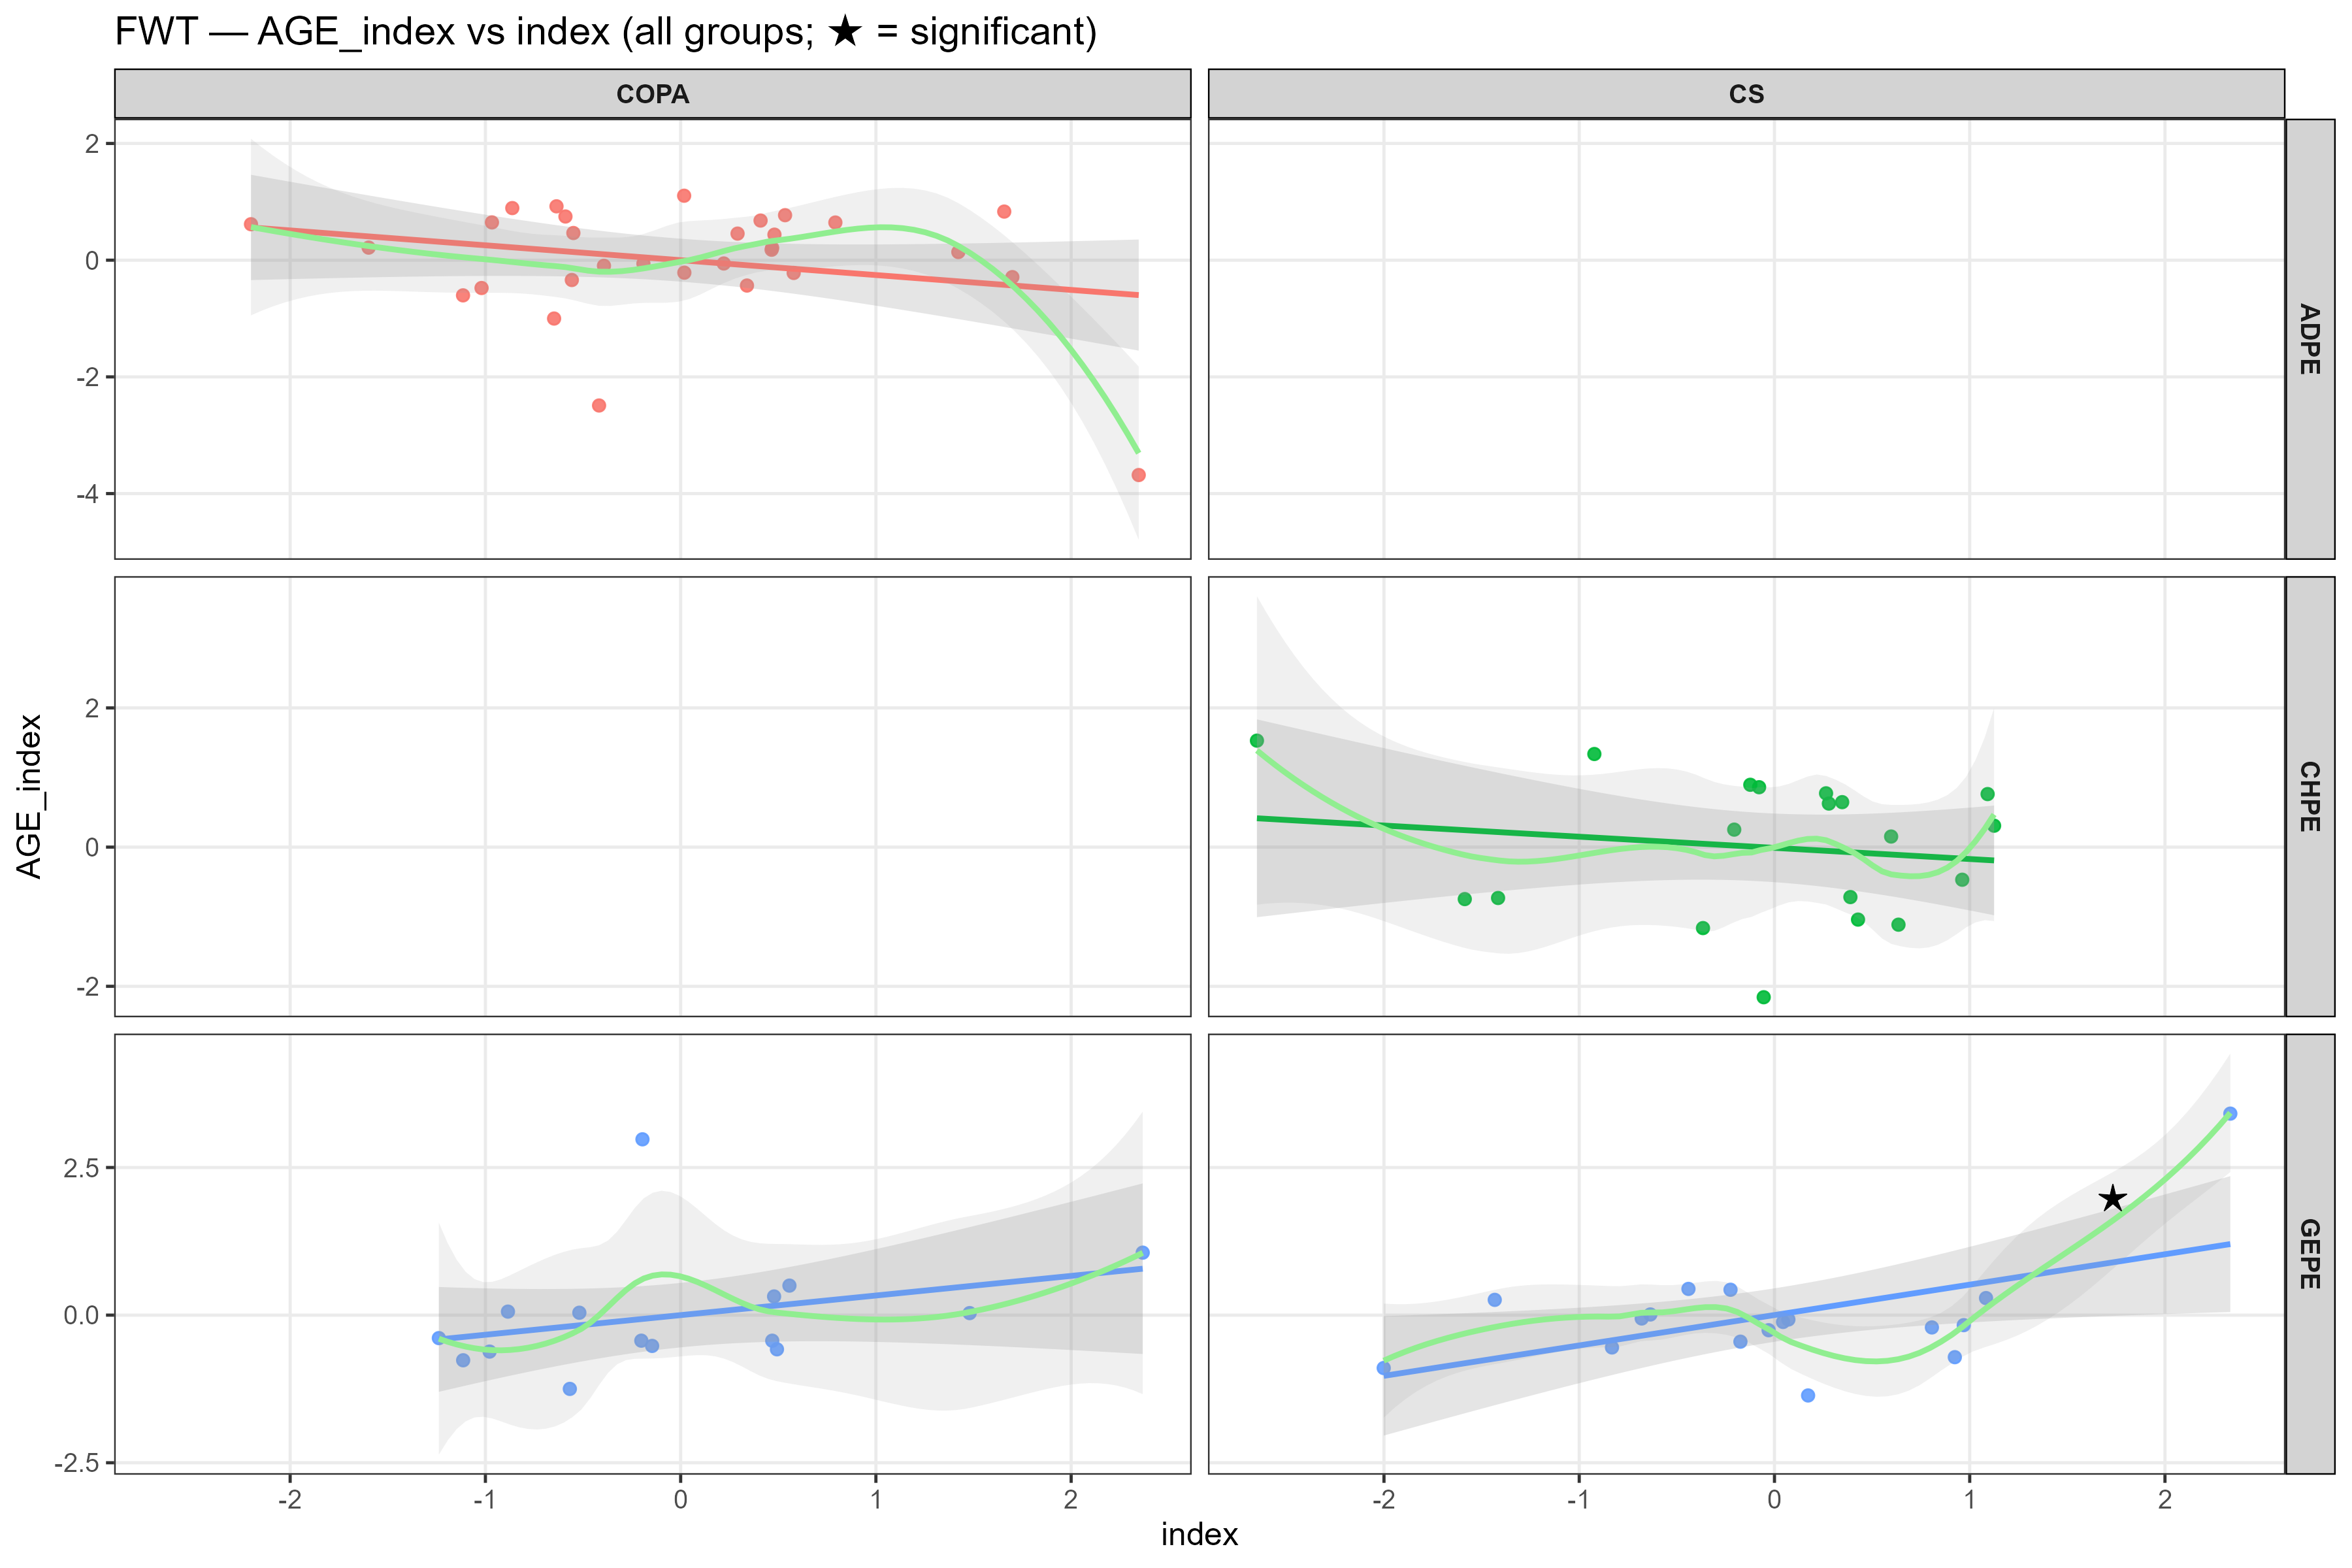 FWT — AGE_index vs index (all groups; ★ = significant)
COPA
CS
2
0
-2
-4
ADPE
2
0
-2
CHPE
AGE_index
2.5
0.0
-2.5
GEPE
-2
-1
0
1
2
-2
-1
0
1
2
index